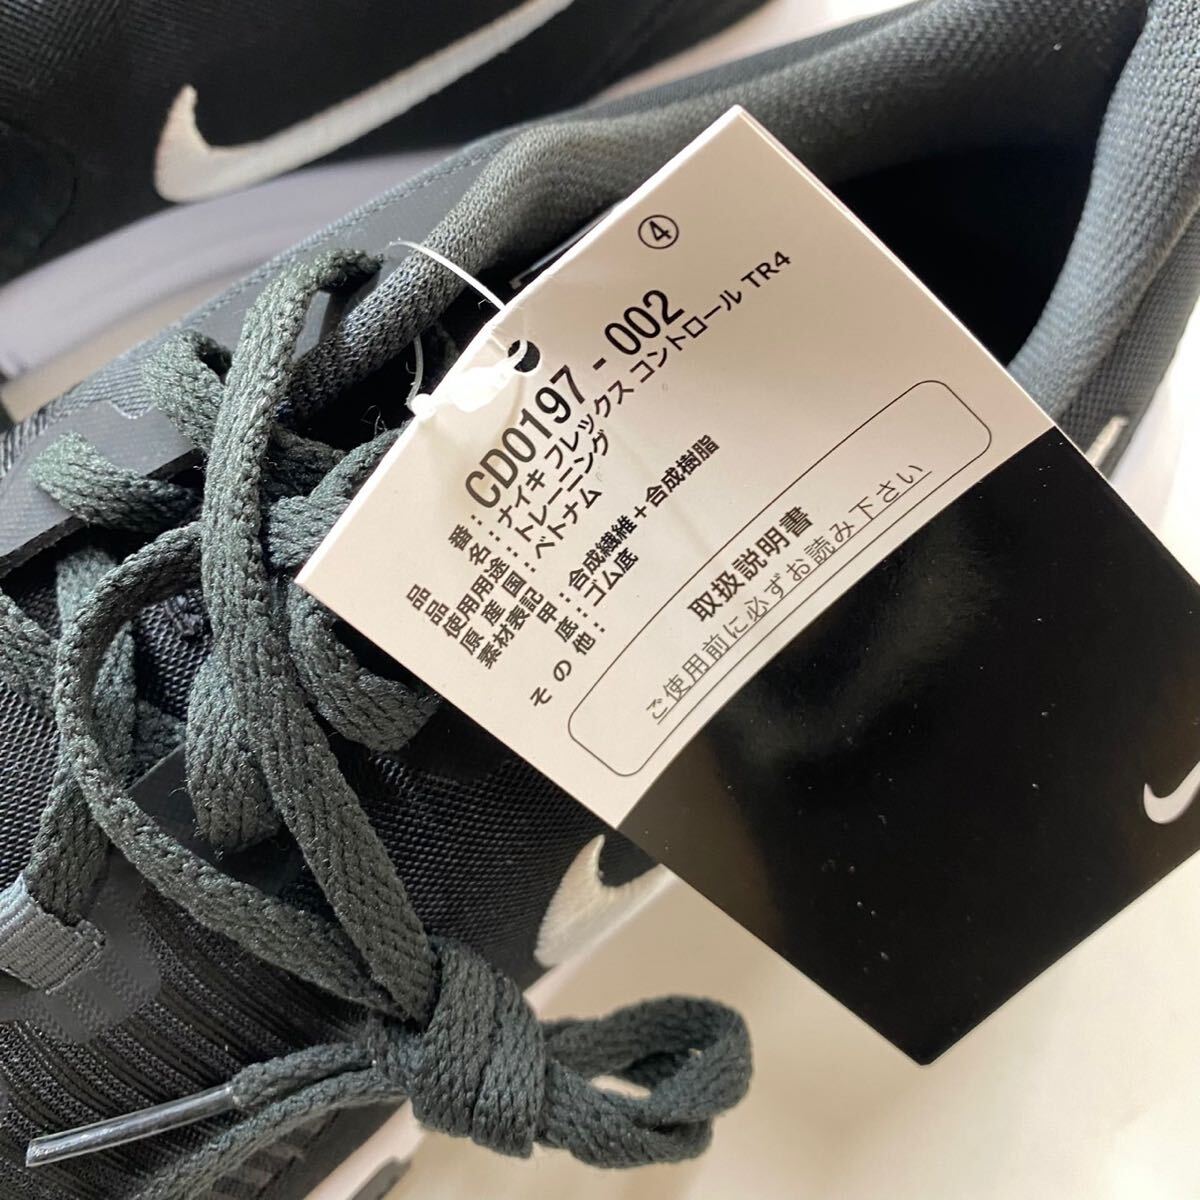 ④
品番：CD0197 - 002
品名：ナイキ フレックス コントロール TR4
使用用途：トレーニング
原産国：ベトナム
素材表記 甲：合成繊維＋合成樹脂
底：ゴム底
その他：
取扱説明書
ご使用前に必ずお読み下さい